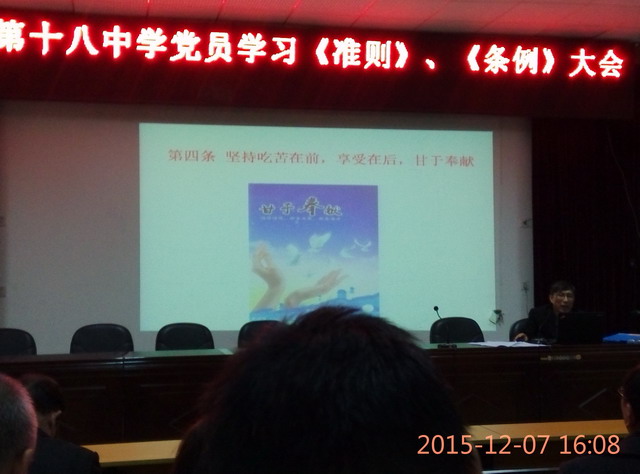 第十八中学党员学习《准则》、《条例》大会
第四条 坚持吃苦在前，享受在后，甘于奉献
甘于奉献
2015-12-07 16:08